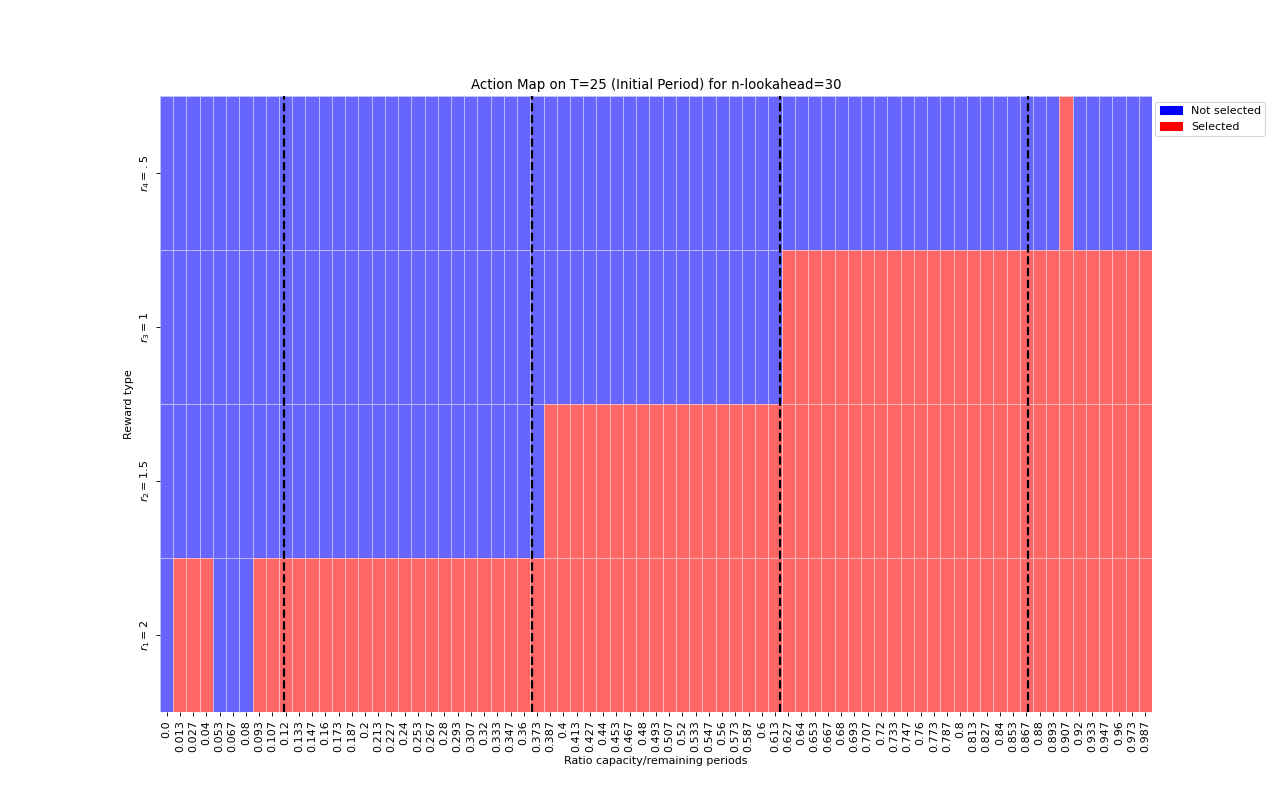 Action Map on T=25 (Initial Period) for n-lookahead=30
Not selected
Selected
r₄ = . 5
r₃ = 1
r₂ = 1.5
r₁ = 2
Reward type
0.0 0.013 0.027 0.04 0.053 0.067 0.08 0.093 0.107 0.12 0.133 0.147 0.16 0.173 0.187 0.2 0.213 0.227 0.24 0.253 0.267 0.28 0.293 0.307 0.32 0.333 0.347 0.36 0.373 0.387 0.4 0.413 0.427 0.44 0.453 0.467 0.48 0.493 0.507 0.52 0.533 0.547 0.56 0.573 0.587 0.6 0.613 0.627 0.64 0.653 0.667 0.68 0.693 0.707 0.72 0.733 0.747 0.76 0.773 0.787 0.8 0.813 0.827 0.84 0.853 0.867 0.88 0.893 0.907 0.92 0.933 0.947 0.96 0.973 0.987
Ratio capacity/remaining periods